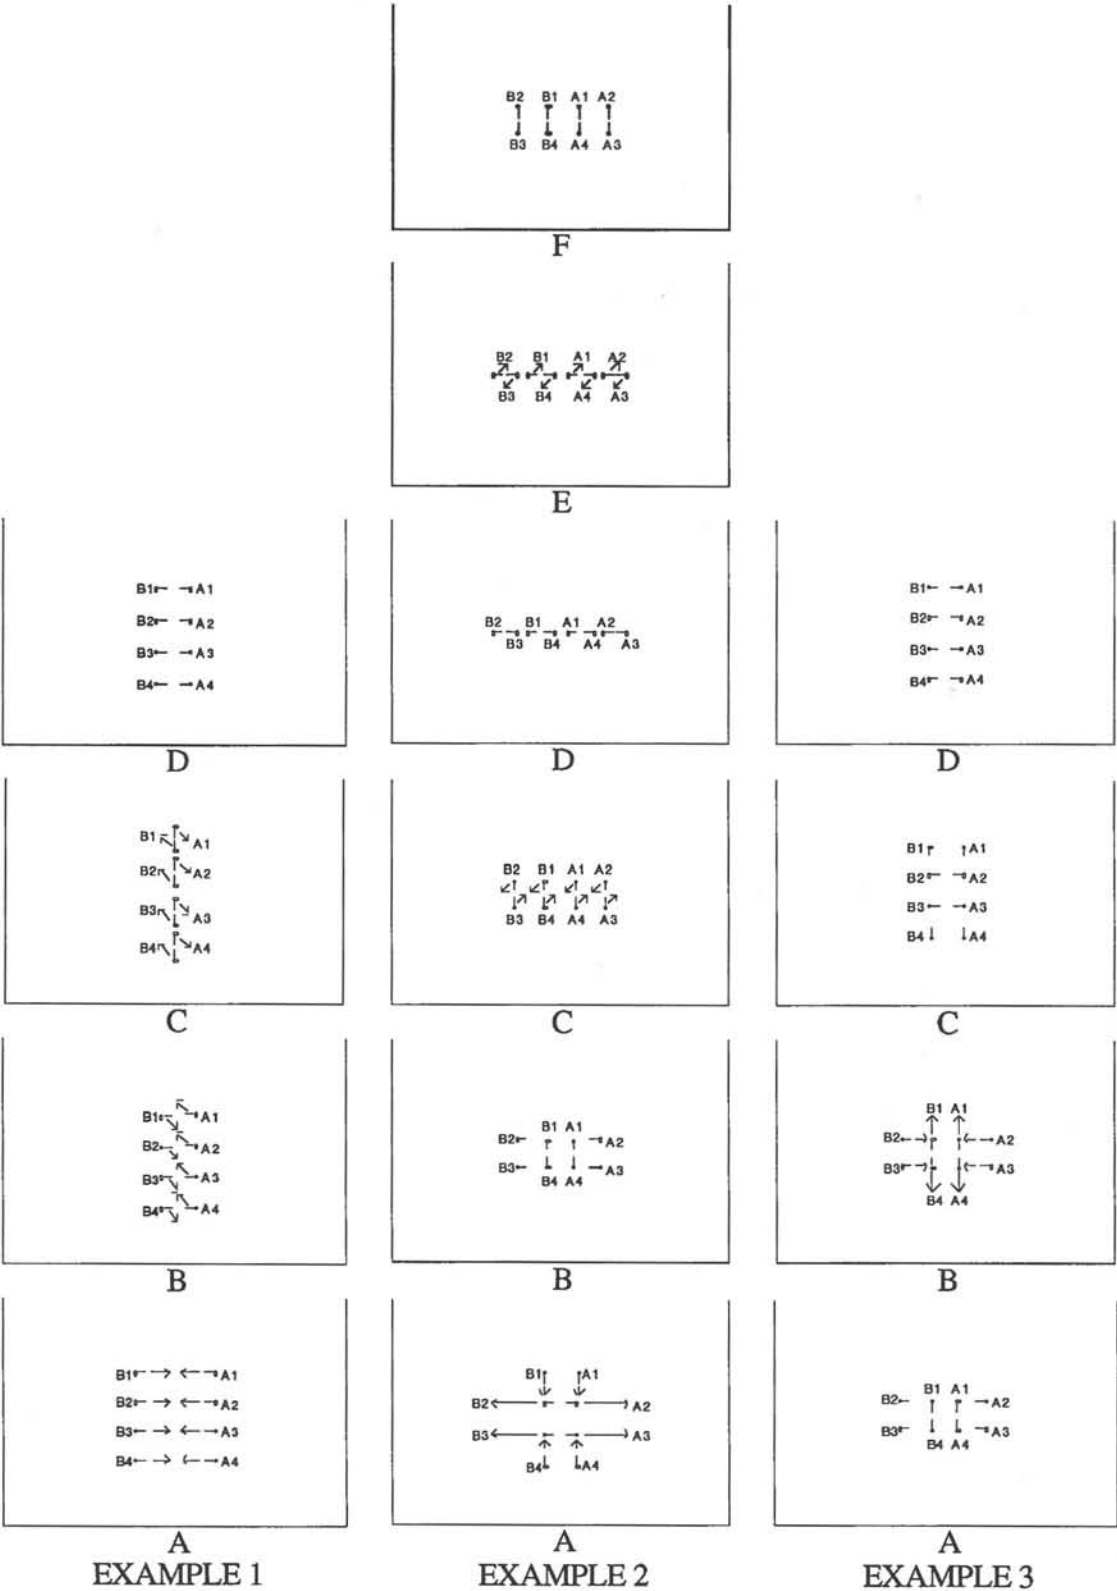 B2 B1 A1 A2
B3 B4 A4 A3
F
B2 B1 A1 A2
B3 B4 A4 A3
E
B1 A1
B2 A2
B3 A3
B4 A4
D
B2 B1 A1 A2
B3 B4 A4 A3
D
B1 A1
B2 A2
B3 A3
B4 A4
D
B1 A1
B2 A2
B3 A3
B4 A4
C
B2 B1 A1 A2
B3 B4 A4 A3
C
B1 A1
B2 A2
B3 A3
B4 A4
C
B1 A1
B2 A2
B3 A3
B4 A4
B
B1 A1
B2 A2
B3 A3
B4 A4
B
B1 A1
B2 A2
B3 A3
B4 A4
B
B1 A1
B2 A2
B3 A3
B4 A4
A
EXAMPLE 1
B1 A1
B2 A2
B3 A3
B4 A4
A
EXAMPLE 2
B1 A1
B2 A2
B3 A3
B4 A4
A
EXAMPLE 3